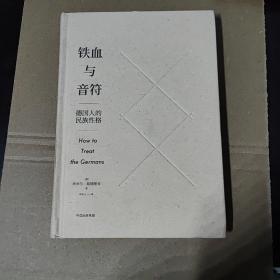 铁血
与
音符
德国人的
民族性格
How to
Treat
the Germans